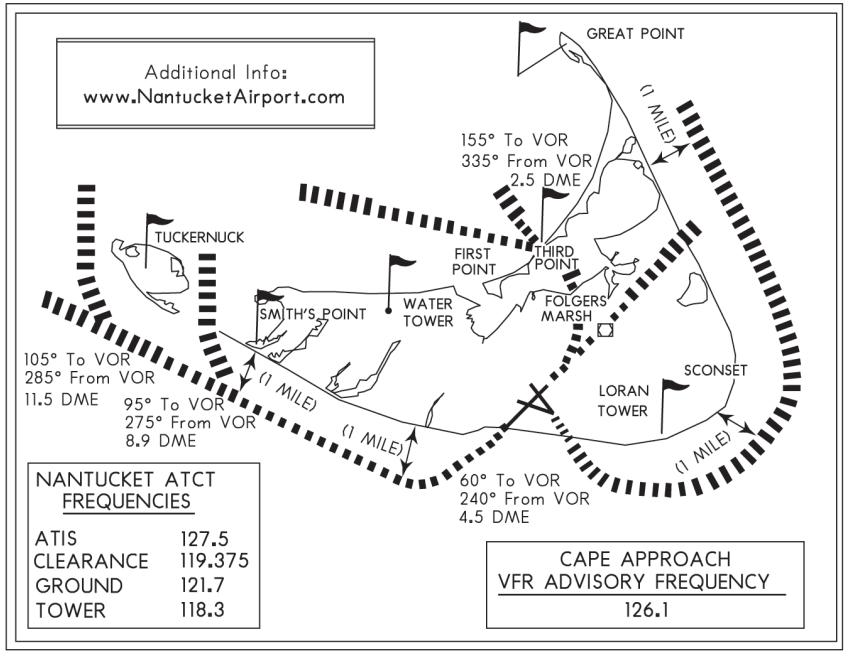 GREAT POINT
Additional Info:
www.NantucketAirport.com
(1 MILE)
155° To VOR
335° From VOR
2.5 DME
TUCKERNUCK
FIRST
POINT
THIRD
POINT
SMITH'S POINT
WATER
TOWER
FOLGERS
MARSH
105° To VOR
285° From VOR
11.5 DME
95° To VOR
275° From VOR
8.9 DME
(1 MILE)
(1 MILE)
SCONSET
LORAN
TOWER
(1 MILE)
60° To VOR
240° From VOR
4.5 DME
NANTUCKET ATCT
FREQUENCIES
ATIS 127.5
CLEARANCE 119.375
GROUND 121.7
TOWER 118.3
CAPE APPROACH
VFR ADVISORY FREQUENCY
126.1